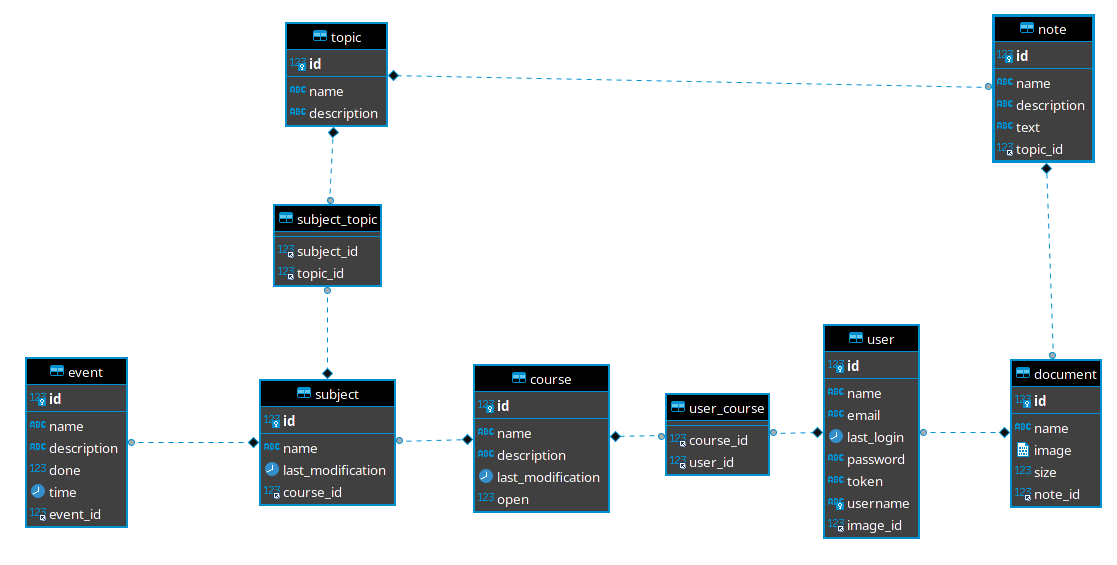 topic
123 id
ABC name
ABC description
note
123 id
ABC name
ABC description
ABC text
123 topic_id
subject_topic
123 subject_id
123 topic_id
event
123 id
ABC name
ABC description
123 done
time
123 event_id
subject
123 id
ABC name
last_modification
123 course_id
course
123 id
ABC name
ABC description
last_modification
123 open
user_course
123 course_id
123 user_id
user
123 id
ABC name
ABC email
last_login
ABC password
ABC token
ABC username
123 image_id
document
123 id
ABC name
image
123 size
123 note_id